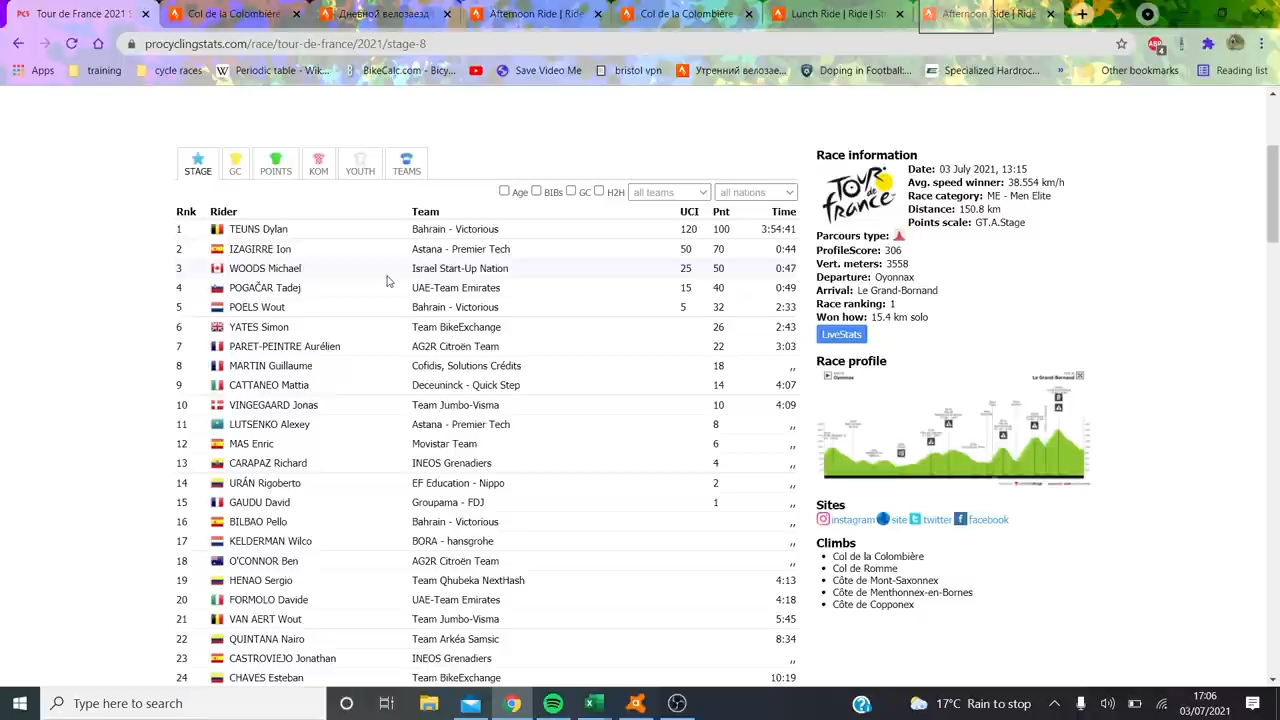 PCS | Pr
Col de la Colombière |
Дневной велозаезд
Afternoon Ride | Ride
Col de la Colombière |
Lunch Ride | Ride | St
Afternoon Ride | Ride
procyclingstats.com/race/tour-de-france/2021/stage-8
Apps training cycle races Periodic table - Wik... BikeCalc.com - Bicy... Save Video Me bristol vpn Утренний велозае... Doping in Football:... Specialized Hardroc... » Other bookmarks Reading list
STAGE GC POINTS KOM YOUTH TEAMS
Age BIBs GC H2H all teams all nations
Rnk Rider Team UCI Pnt Time
1 TEUNS Dylan Bahrain - Victorious 120 100 3:54:41
2 IZAGIRRE Ion Astana - Premier Tech 50 70 0:44
3 WOODS Michael Israel Start-Up Nation 25 50 0:47
4 POGAČAR Tadej UAE-Team Emirates 15 40 0:49
5 POELS Wout Bahrain - Victorious 5 32 2:33
6 YATES Simon Team BikeExchange 26 2:43
7 PARET-PEINTRE Aurélien AG2R Citroën Team 22 3:03
8 MARTIN Guillaume Cofidis, Solutions Crédits 18 ,,
9 CATTANEO Mattia Deceuninck - Quick Step 14 4:07
10 VINGEGAARD Jonas Team Jumbo-Visma 10 4:09
11 LUTSENKO Alexey Astana - Premier Tech 8 ,,
12 MAS Enric Movistar Team 6 ,,
13 CARAPAZ Richard INEOS Grenadiers 4 ,,
14 URÁN Rigoberto EF Education - Nippo 2 ,,
15 GAUDU David Groupama - FDJ 1 ,,
16 BILBAO Pello Bahrain - Victorious ,,
17 KELDERMAN Wilco BORA - hansgrohe ,,
18 O'CONNOR Ben AG2R Citroën Team ,,
19 HENAO Sergio Team Qhubeka NextHash 4:13
20 FORMOLO Davide UAE-Team Emirates 4:18
21 VAN AERT Wout Team Jumbo-Visma 5:45
22 QUINTANA Nairo Team Arkéa Samsic 8:34
23 CASTROVIEJO Jonathan INEOS Grenadiers ,,
24 CHAVES Esteban Team BikeExchange 10:19
Race information
TOUR de france
Date: 03 July 2021, 13:15
Avg. speed winner: 38.554 km/h
Race category: ME - Men Elite
Distance: 150.8 km
Points scale: GT.A.Stage
Parcours type:
ProfileScore: 306
Vert. meters: 3558
Departure: Oyonnax
Arrival: Le Grand-Bornand
Race ranking: 1
Won how: 15.4 km solo
LiveStats
Race profile
Oyonnax
Le Grand-Bornand
Sites
instagram site twitter facebook
Climbs
Col de la Colombière
Col de Romme
Côte de Mont-Saxonnex
Côte de Menthonnex-en-Bornes
Côte de Copponex
Type here to search
17°C Rain to stop
17:06
03/07/2021